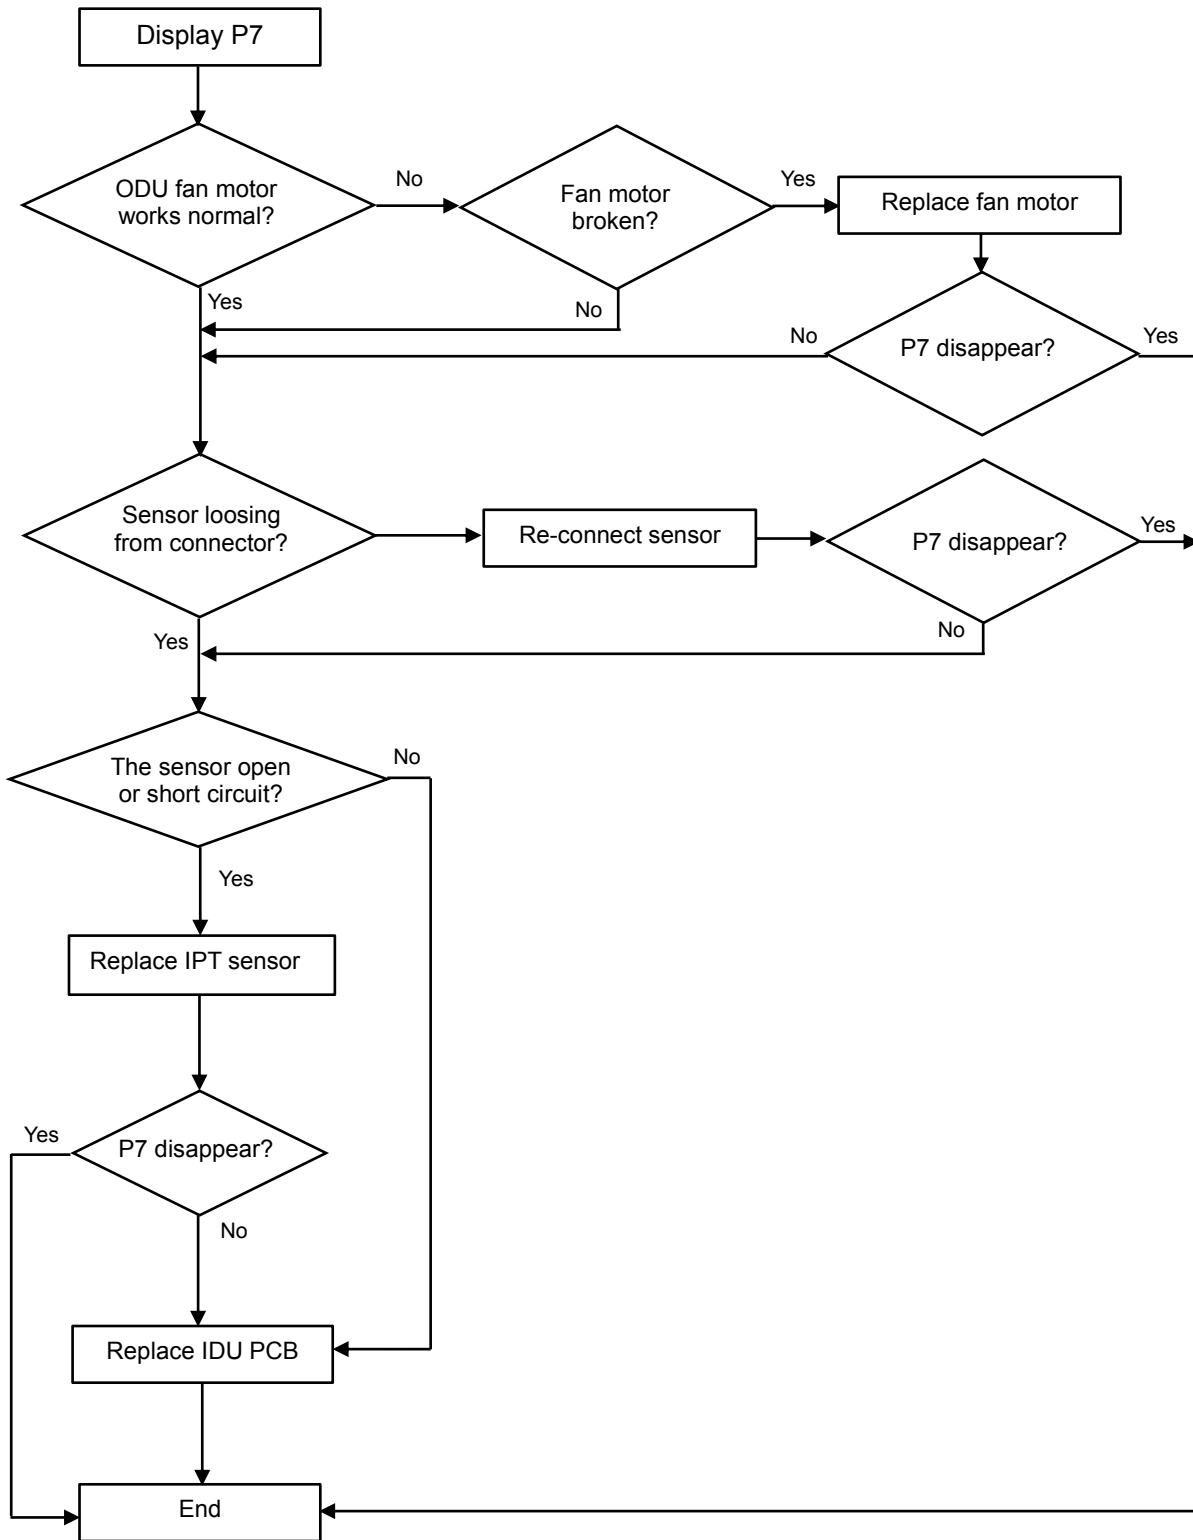 Display P7
ODU fan motor
works normal?
No
Fan motor
broken?
Yes
Replace fan motor
Yes
No
No
P7 disappear?
Yes
Sensor loosing
from connector?
Re-connect sensor
P7 disappear?
Yes
Yes
No
The sensor open
or short circuit?
No
Yes
Replace IPT sensor
Yes
P7 disappear?
No
Replace IDU PCB
End